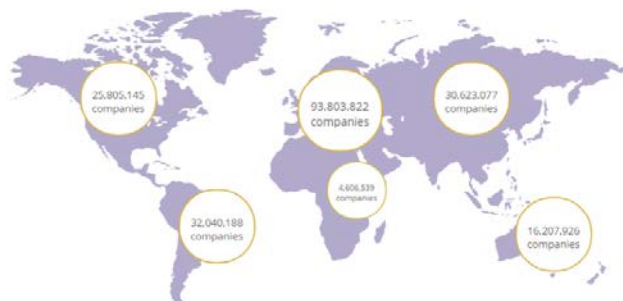 25,805,145
companies
93.803.822
companies
30,623,077
companies
4,606,539
companies
32,040,188
companies
16,207,926
companies